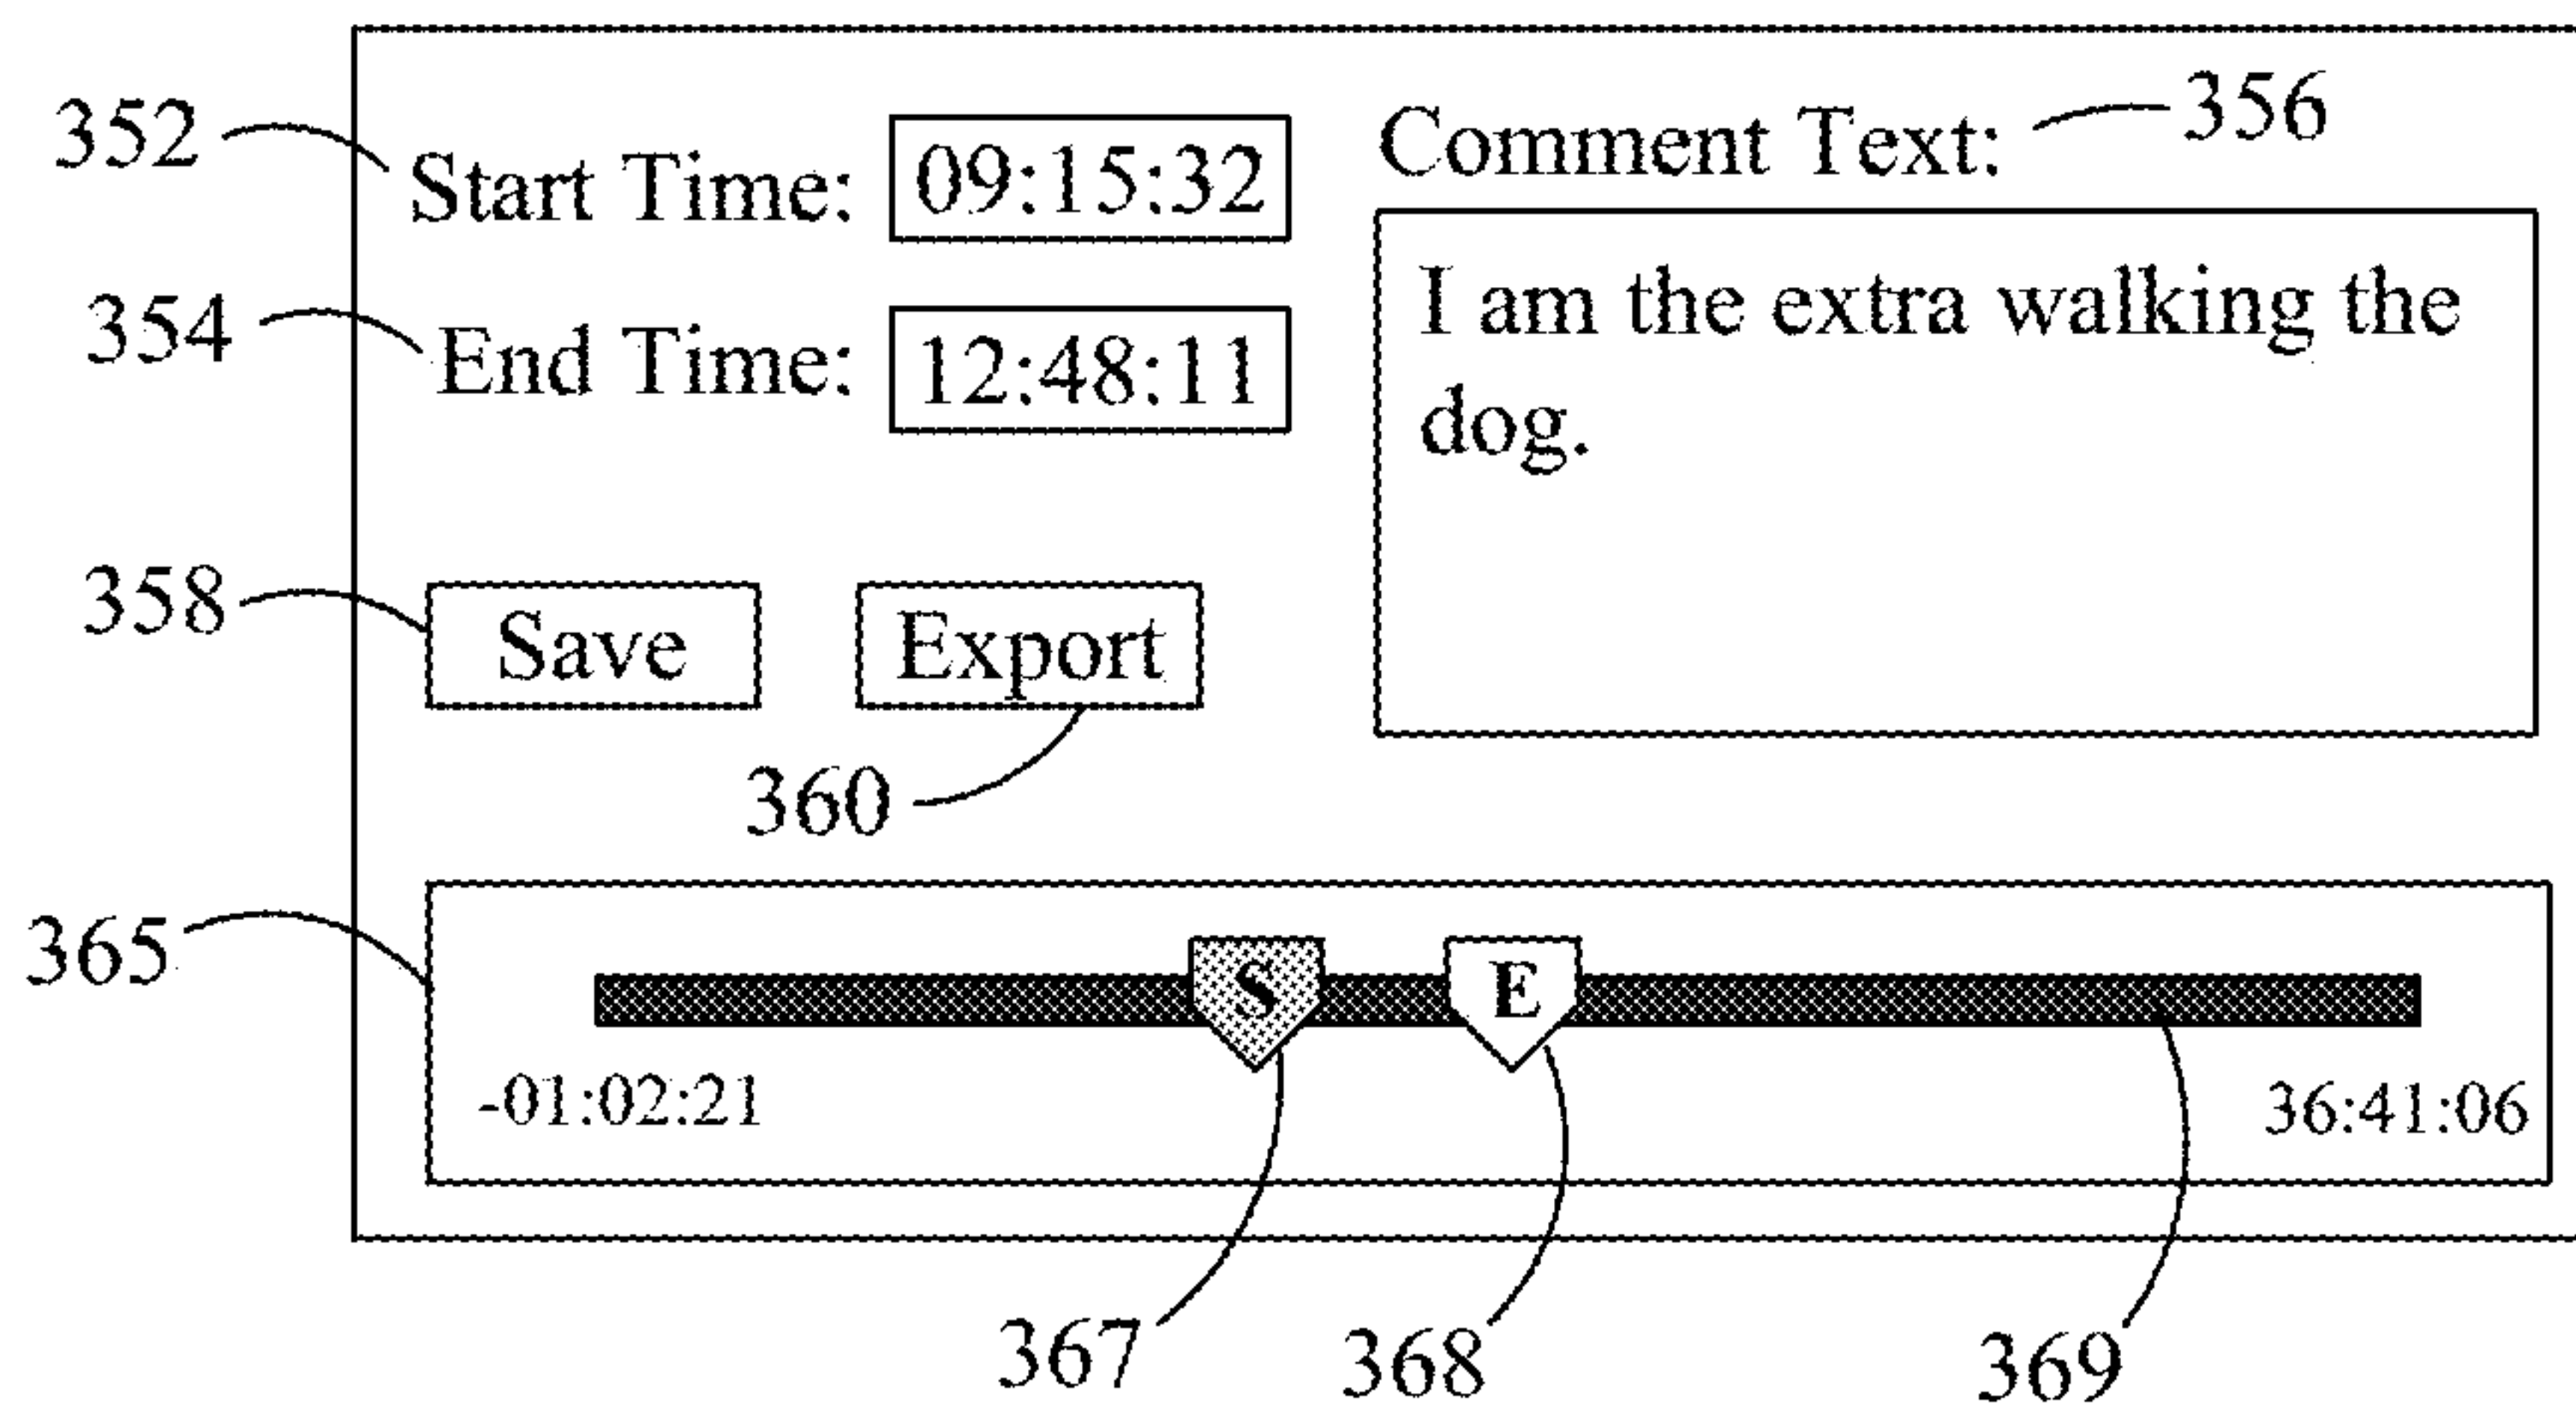 352
Start Time: 09:15:32
354
End Time: 12:48:11
Comment Text: 356
I am the extra walking the
dog.
358
Save
Export
360
365
S
E
-01:02:21
36:41:06
367
368
369